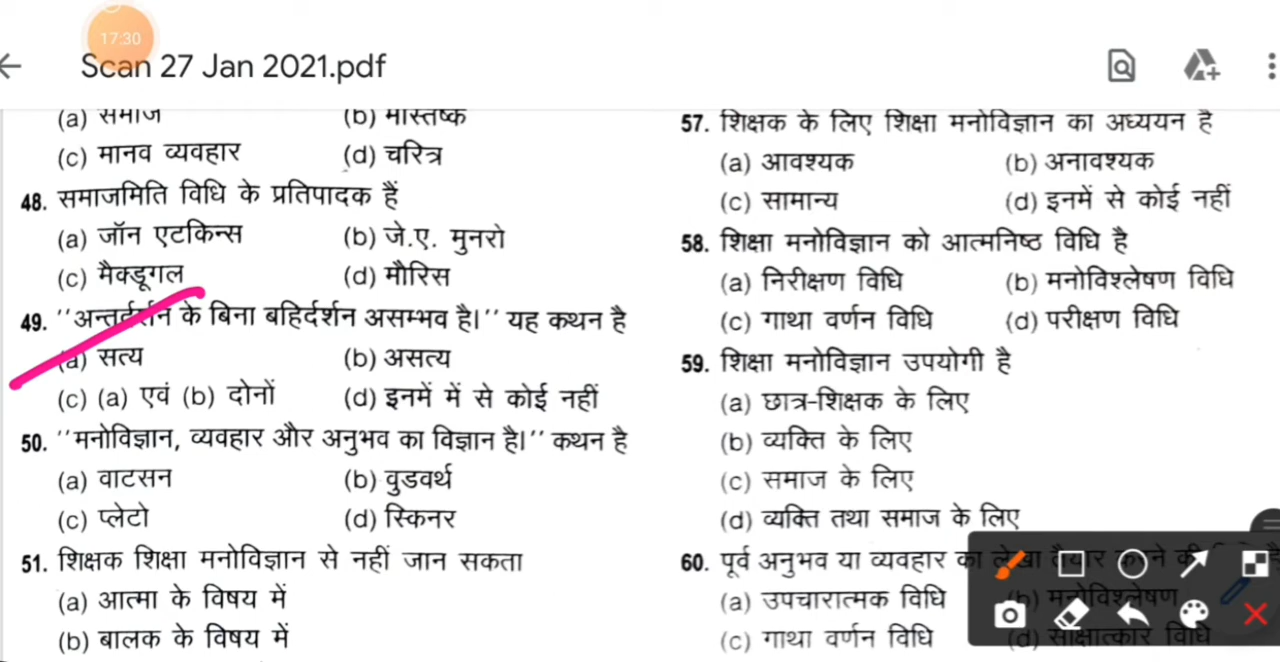 17:30
Scan 27 Jan 2021.pdf
(a) समाज (b) मस्तिष्क
(c) मानव व्यवहार (d) चरित्र
48. समाजमिति विधि के प्रतिपादक हैं
(a) जॉन एटकिन्स (b) जे.ए. मुनरो
(c) मैक्डूगल (d) मौरिस
49. ''अन्तर्दर्शन के बिना बहिर्दर्शन असम्भव है।'' यह कथन है
(a) सत्य (b) असत्य
(c) (a) एवं (b) दोनों (d) इनमें में से कोई नहीं
50. ''मनोविज्ञान, व्यवहार और अनुभव का विज्ञान है।'' कथन है
(a) वाटसन (b) वुडवर्थ
(c) प्लेटो (d) स्किनर
51. शिक्षक शिक्षा मनोविज्ञान से नहीं जान सकता
(a) आत्मा के विषय में
(b) बालक के विषय में
57. शिक्षक के लिए शिक्षा मनोविज्ञान का अध्ययन है
(a) आवश्यक (b) अनावश्यक
(c) सामान्य (d) इनमें से कोई नहीं
58. शिक्षा मनोविज्ञान को आत्मनिष्ठ विधि है
(a) निरीक्षण विधि (b) मनोविश्लेषण विधि
(c) गाथा वर्णन विधि (d) परीक्षण विधि
59. शिक्षा मनोविज्ञान उपयोगी है
(a) छात्र-शिक्षक के लिए
(b) व्यक्ति के लिए
(c) समाज के लिए
(d) व्यक्ति तथा समाज के लिए
60. पूर्व अनुभव या व्यवहार का लेखा तैयार करने की
(a) उपचारात्मक विधि (b) मनोविश्लेषण
(c) गाथा वर्णन विधि (d) साक्षात्कार विधि